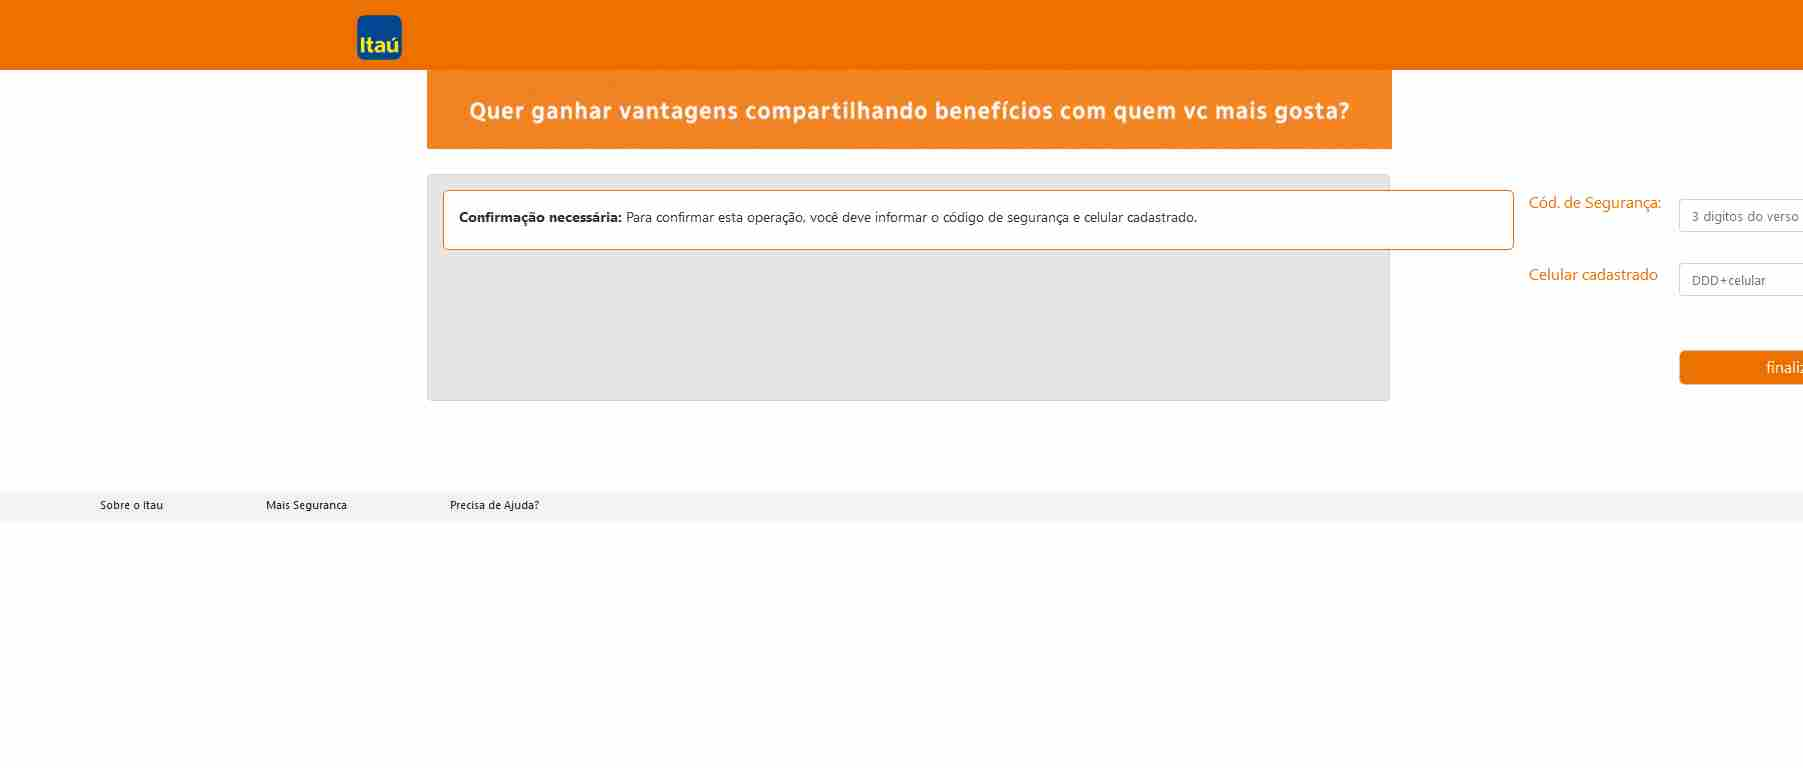 Itaú
Quer ganhar vantagens compartilhando benefícios com quem vc mais gosta?
Confirmação necessária: Para confirmar esta operação, você deve informar o código de segurança e celular cadastrado.
Cód. de Segurança:
3 digitos do verso
Celular cadastrado
DDD+celular
Sobre o Itau
Mais Seguranca
Precisa de Ajuda?